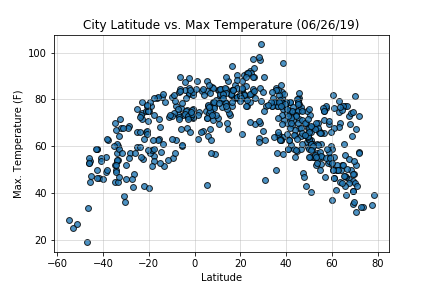 City Latitude vs. Max Temperature (06/26/19)
Max. Temperature (F)
100
80
60
40
20
−60 −40 −20 0 20 40 60 80
Latitude